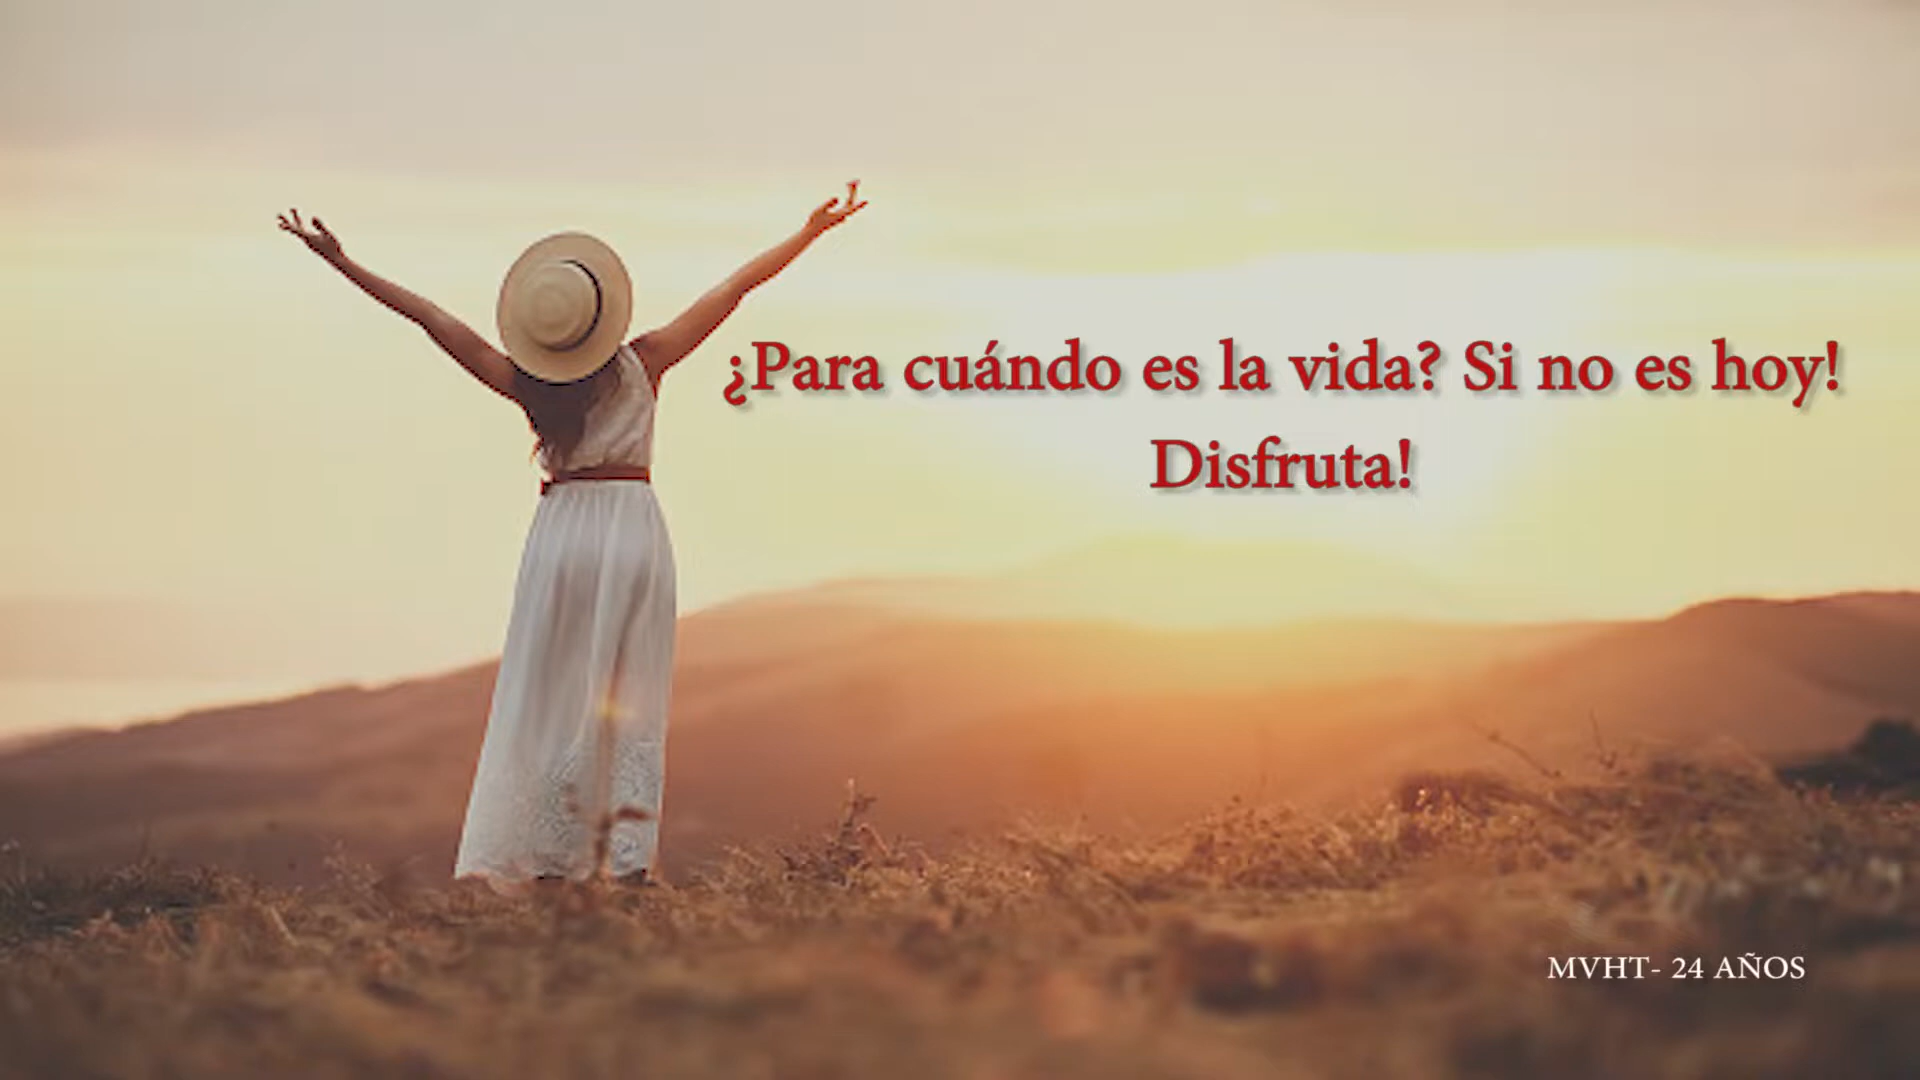 ¿Para cuándo es la vida? Si no es hoy!
Disfruta!
MVHT- 24 AÑOS